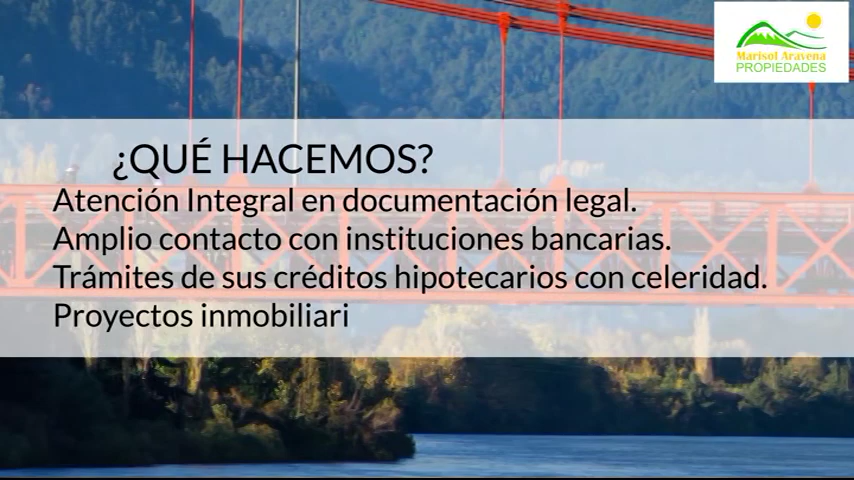 Marisol Aravena
PROPIEDADES
¿QUÉ HACEMOS?
Atención Integral en documentación legal.
Amplio contacto con instituciones bancarias.
Trámites de sus créditos hipotecarios con celeridad.
Proyectos inmobiliari